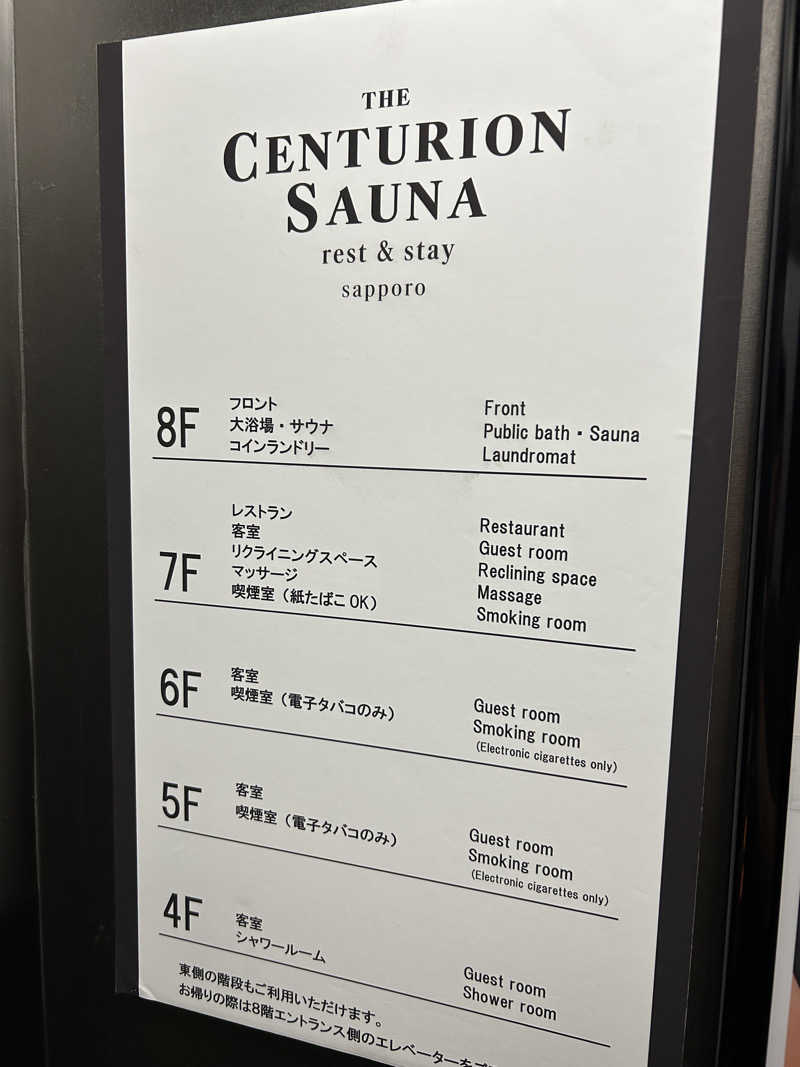 THE
CENTURION
SAUNA
rest & stay
sapporo
8F
フロント
大浴場・サウナ
コインランドリー
Front
Public bath・Sauna
Laundromat
7F
レストラン
客室
リクライニングスペース
マッサージ
喫煙室（紙たばこOK）
Restaurant
Guest room
Reclining space
Massage
Smoking room
6F
客室
喫煙室（電子タバコのみ）
Guest room
Smoking room
(Electronic cigarettes only)
5F
客室
喫煙室（電子タバコのみ）
Guest room
Smoking room
(Electronic cigarettes only)
4F
客室
シャワールーム
Guest room
Shower room
東側の階段もご利用いただけます。
お帰りの際は8階エントランス側のエレベーターを